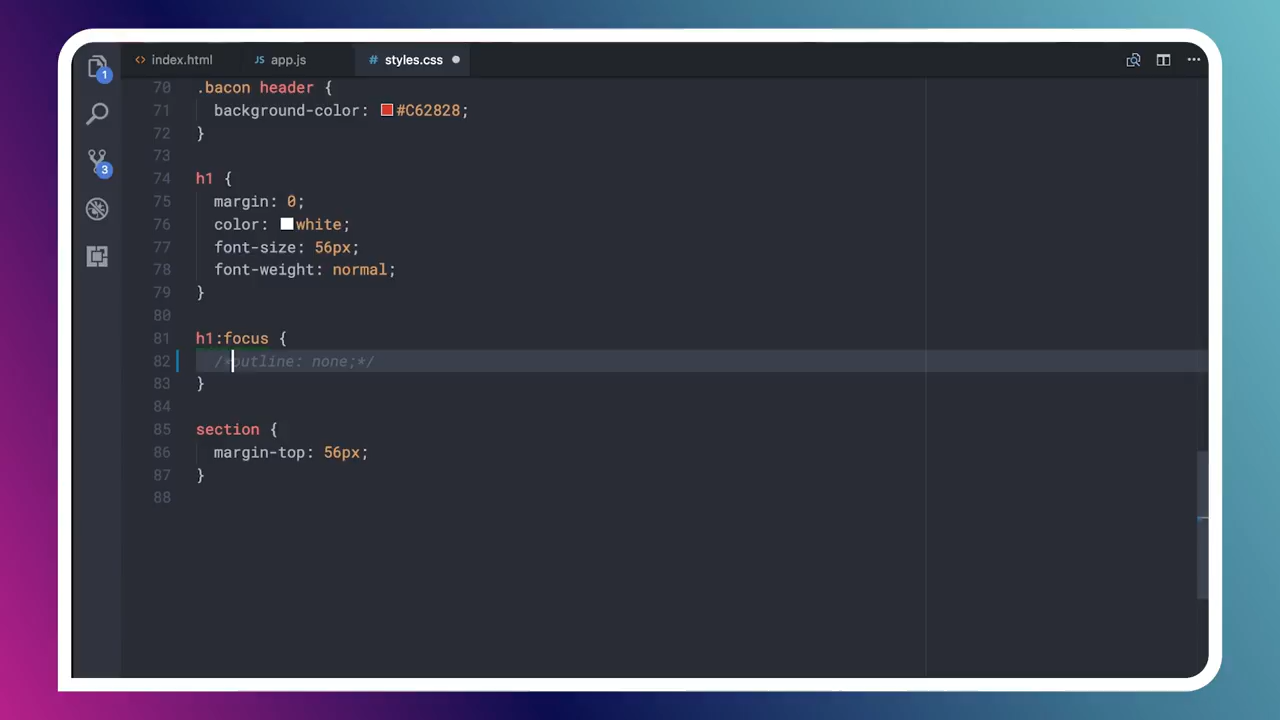 1
3
index.html
app.js
styles.css
70 .bacon header {
71 background-color: #C62828;
72 }
73
74 h1 {
75 margin: 0;
76 color: white;
77 font-size: 56px;
78 font-weight: normal;
79 }
80
81 h1:focus {
82 /*outline: none;*/
83 }
84
85 section {
86 margin-top: 56px;
87 }
88